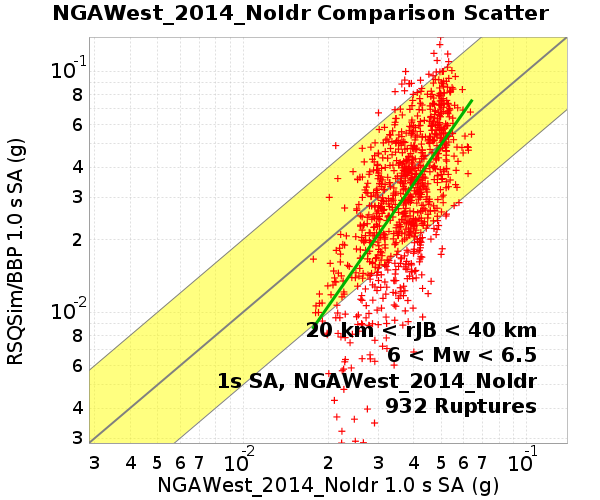 NGAWest_2014_NoIdr Comparison Scatter
RSQSim/BBP 1.0 s SA (g)
10⁻¹
8
6
4
3
2
10⁻²
8
6
4
3
20 km < rJB < 40 km
6 < Mw < 6.5
1s SA, NGAWest_2014_NoIdr
932 Ruptures
3 4 5 6 7 10⁻² 2 3 4 5 6 7 10⁻¹
NGAWest_2014_NoIdr 1.0 s SA (g)